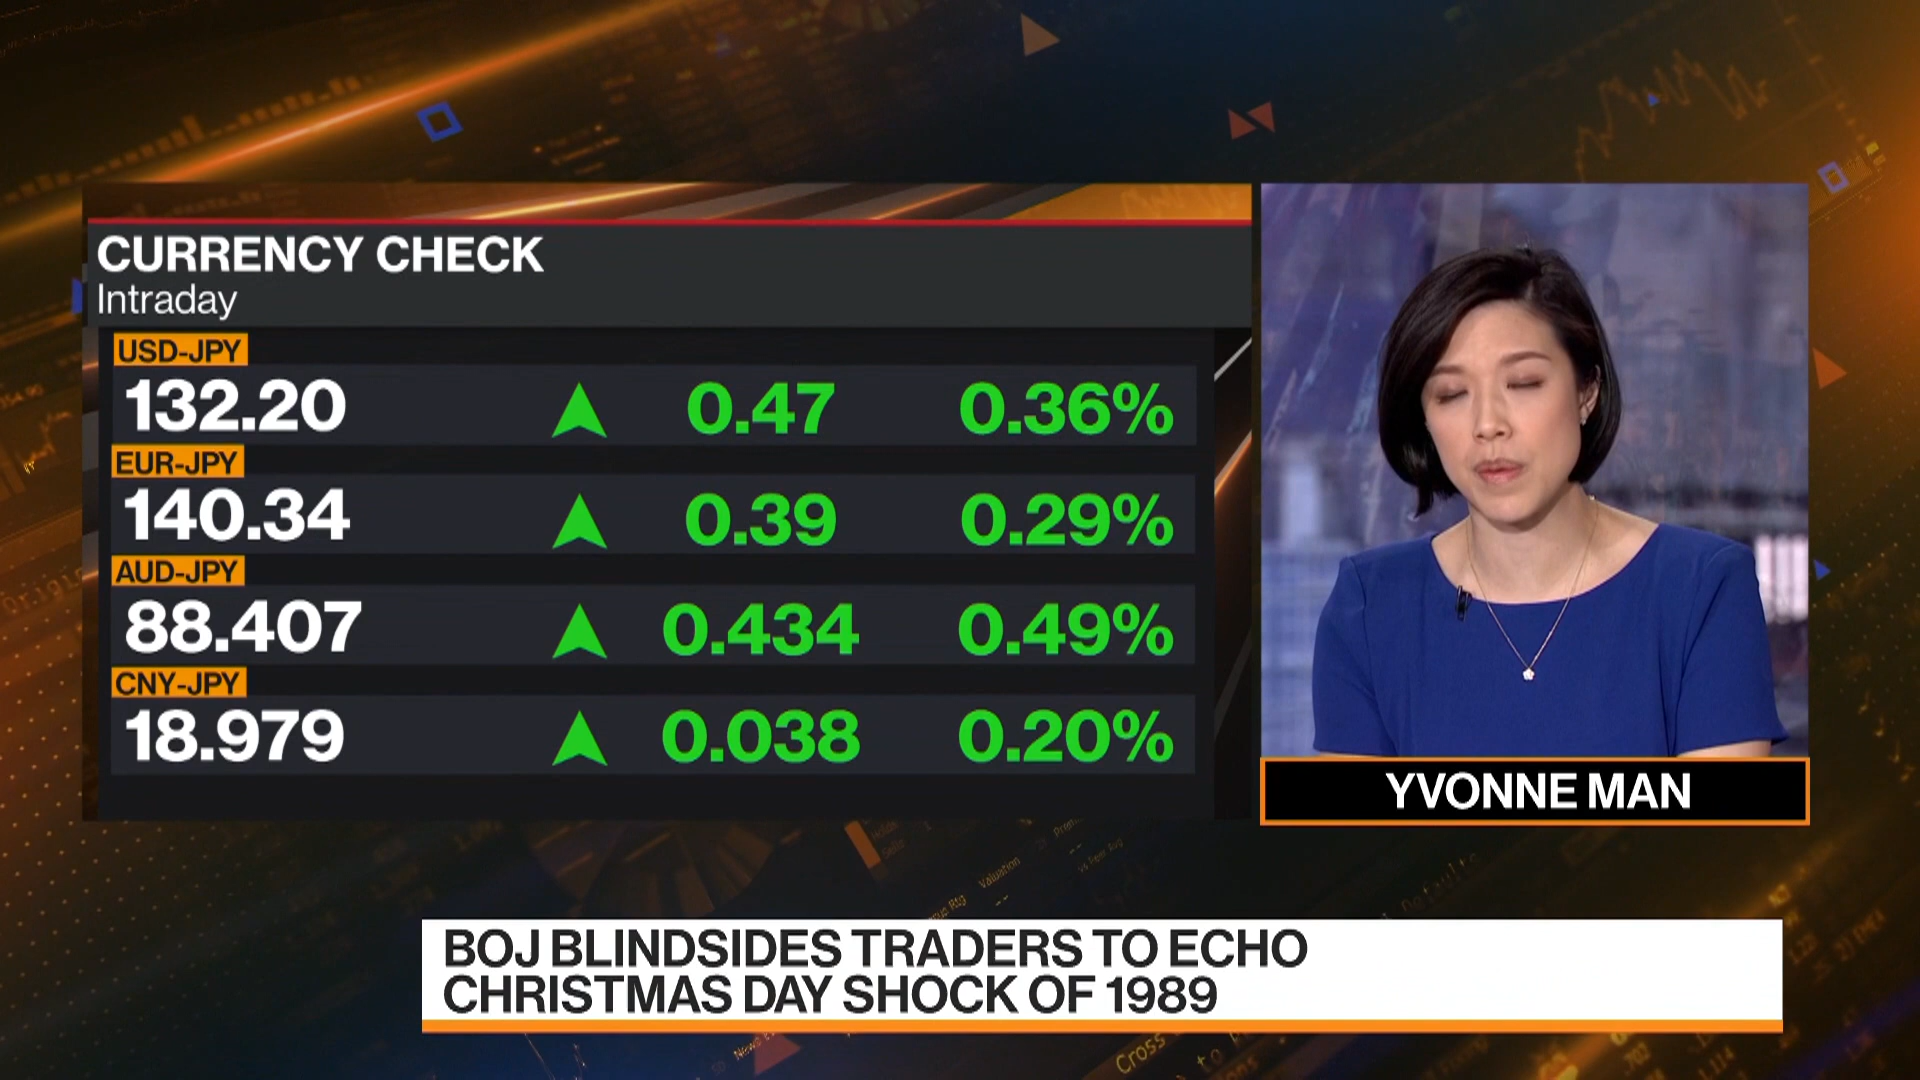 CURRENCY CHECK
Intraday
USD-JPY
132.20 0.47 0.36%
EUR-JPY
140.34 0.39 0.29%
AUD-JPY
88.407 0.434 0.49%
CNY-JPY
18.979 0.038 0.20%
YVONNE MAN
Valuation
BOJ BLINDSIDES TRADERS TO ECHO
CHRISTMAS DAY SHOCK OF 1989
Cross